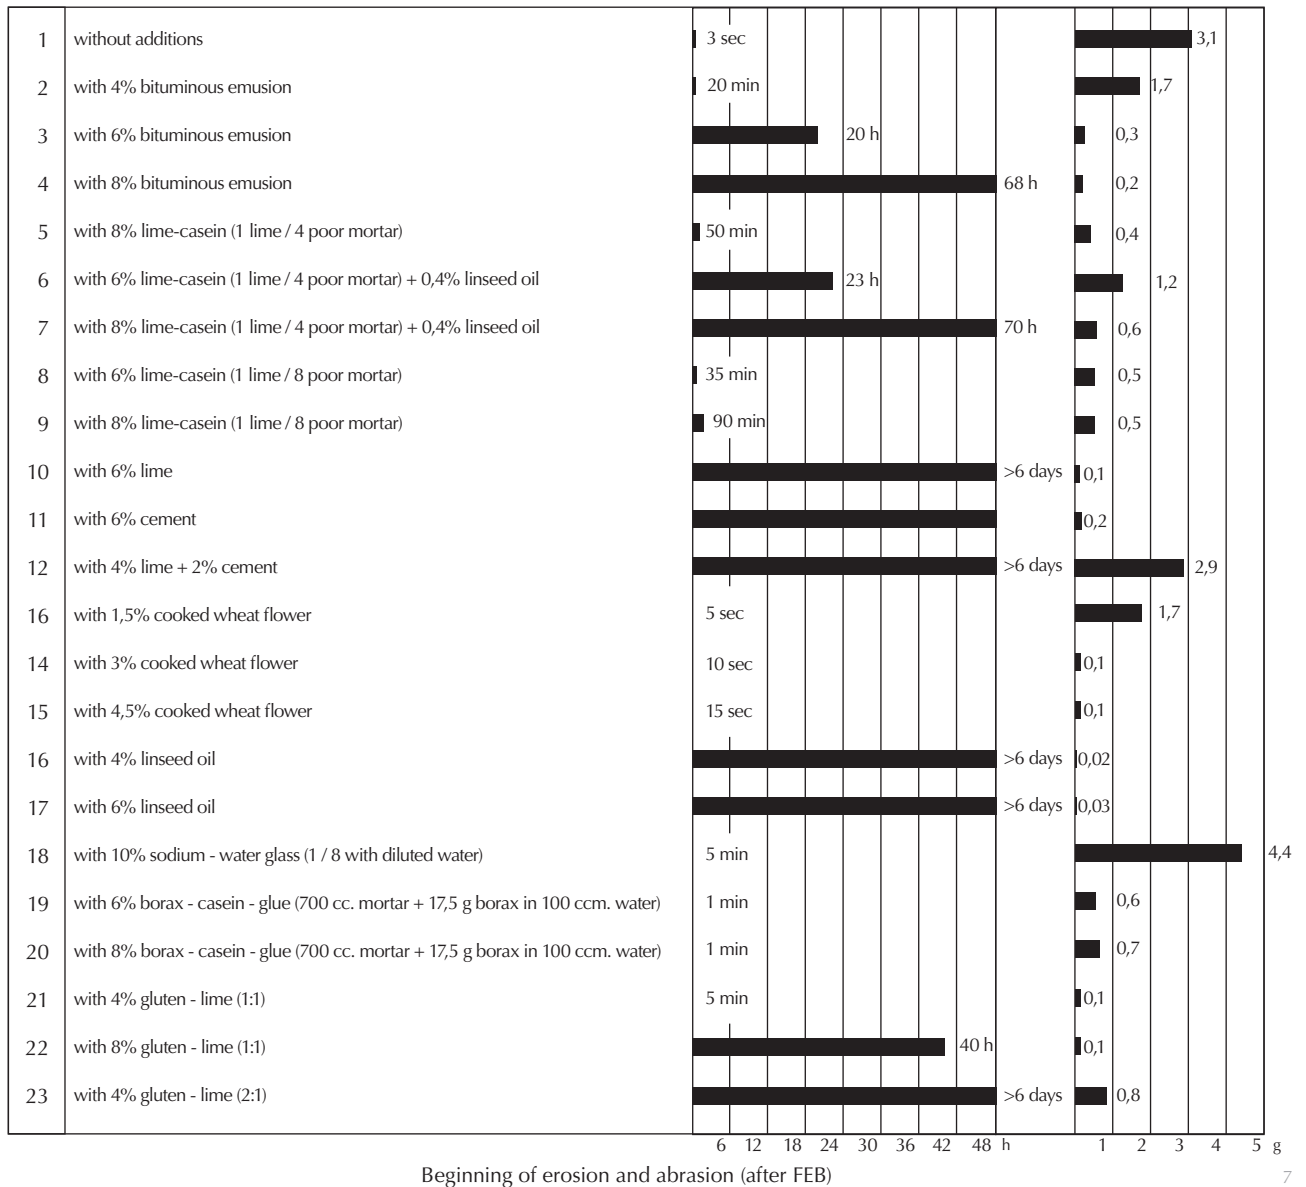 1 without additions 3 sec 3,1
2 with 4% bituminous emusion 20 min 1,7
3 with 6% bituminous emusion 20 h 0,3
4 with 8% bituminous emusion 68 h 0,2
5 with 8% lime-casein (1 lime / 4 poor mortar) 50 min 0,4
6 with 6% lime-casein (1 lime / 4 poor mortar) + 0,4% linseed oil 23 h 1,2
7 with 8% lime-casein (1 lime / 4 poor mortar) + 0,4% linseed oil 70 h 0,6
8 with 6% lime-casein (1 lime / 8 poor mortar) 35 min 0,5
9 with 8% lime-casein (1 lime / 8 poor mortar) 90 min 0,5
10 with 6% lime >6 days 0,1
11 with 6% cement 0,2
12 with 4% lime + 2% cement >6 days 2,9
16 with 1,5% cooked wheat flower 5 sec 1,7
14 with 3% cooked wheat flower 10 sec 0,1
15 with 4,5% cooked wheat flower 15 sec 0,1
16 with 4% linseed oil >6 days 0,02
17 with 6% linseed oil >6 days 0,03
18 with 10% sodium - water glass (1 / 8 with diluted water) 5 min 4,4
19 with 6% borax - casein - glue (700 cc. mortar + 17,5 g borax in 100 ccm. water) 1 min 0,6
20 with 8% borax - casein - glue (700 cc. mortar + 17,5 g borax in 100 ccm. water) 1 min 0,7
21 with 4% gluten - lime (1:1) 5 min 0,1
22 with 8% gluten - lime (1:1) 40 h 0,1
23 with 4% gluten - lime (2:1) >6 days 0,8
6 12 18 24 30 36 42 48 h 1 2 3 4 5 g
Beginning of erosion and abrasion (after FEB)
7